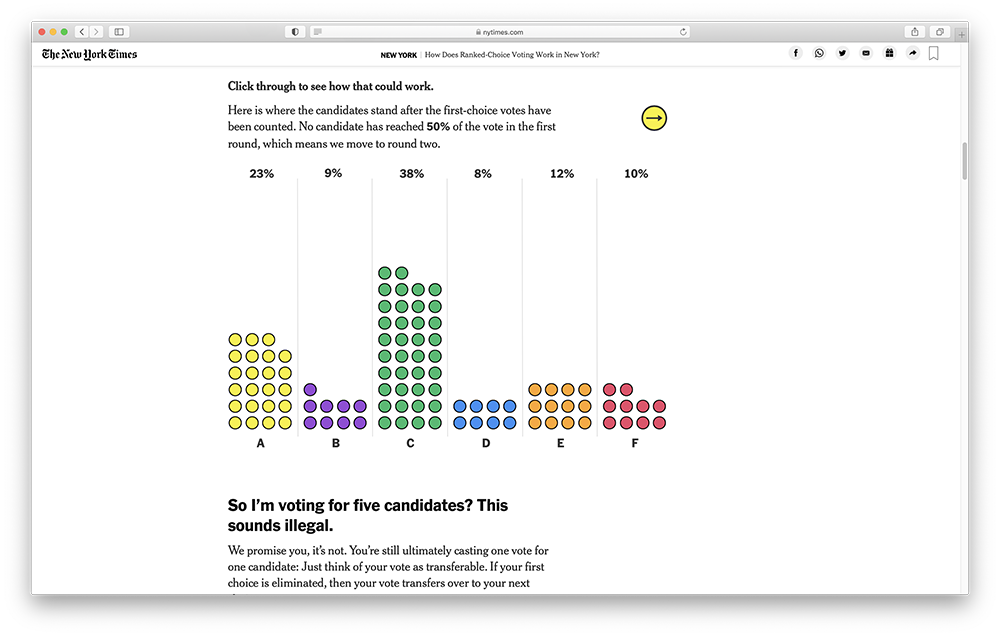 nytimes.com
The New York Times
NEW YORK | How Does Ranked-Choice Voting Work in New York?
Click through to see how that could work.
Here is where the candidates stand after the first-choice votes have
been counted. No candidate has reached 50% of the vote in the first
round, which means we move to round two.
23% 9% 38% 8% 12% 10%
A B C D E F
So I’m voting for five candidates? This
sounds illegal.
We promise you, it’s not. You’re still ultimately casting one vote for
one candidate: Just think of your vote as transferable. If your first
choice is eliminated, then your vote transfers over to your next